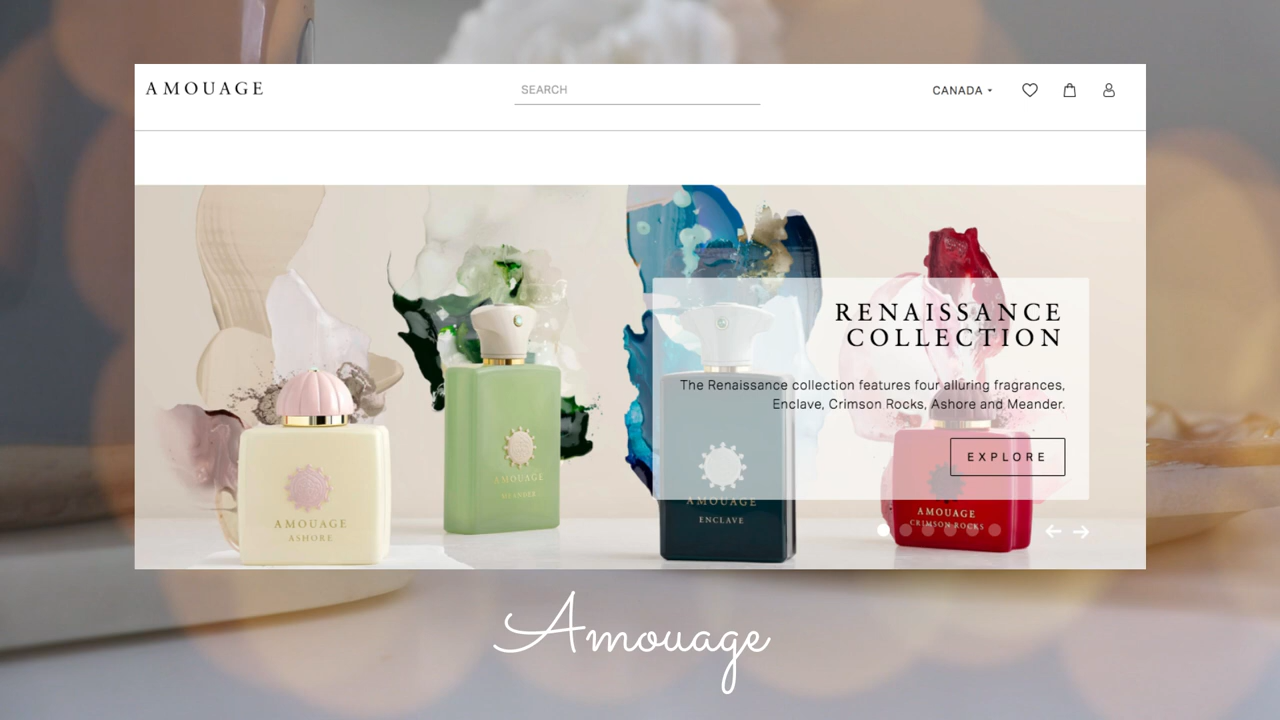 AMOUAGE
SEARCH
CANADA
RENAISSANCE
COLLECTION
The Renaissance collection features four alluring fragrances,
Enclave, Crimson Rocks, Ashore and Meander.
EXPLORE
AMOUAGE
ASHORE
AMOUAGE
MEANDER
AMOUAGE
ENCLAVE
AMOUAGE
CRIMSON ROCKS
Amouage